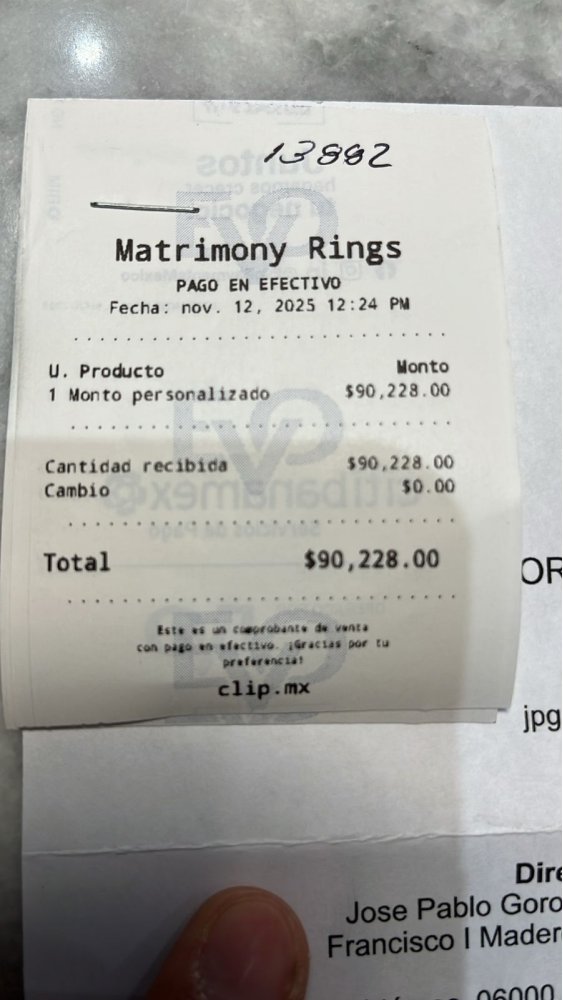 13882
Matrimony Rings
PAGO EN EFECTIVO
Fecha: nov. 12, 2025 12:24 PM
U. Producto Monto
1 Monto personalizado $90,228.00
Cantidad recibida $90,228.00
Cambio $0.00
Total $90,228.00
Este es un comprobante de venta
con pago en efectivo. ¡Gracias por tu
preferencia!
clip.mx
OR
jpg
Dire
Jose Pablo Goro
Francisco I Mader
06000